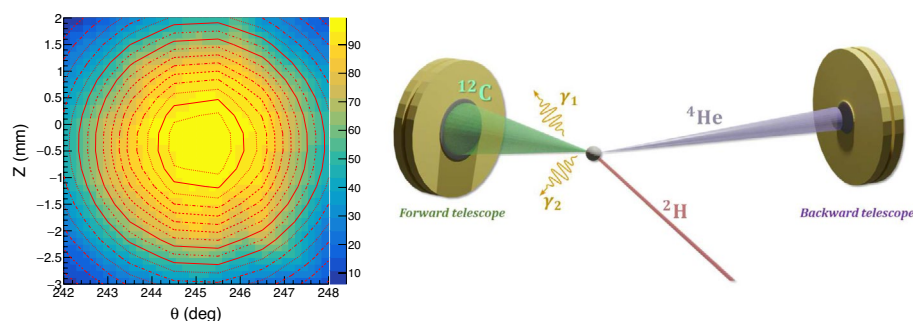 2
1.5
1
0.5
0
−0.5
−1
−1.5
−2
−2.5
−3
Z (mm)
242 243 244 245 246 247 248
θ (deg)
90
80
70
60
50
40
30
20
10
¹²C
γ₁
γ₂
⁴He
²H
Forward telescope
Backward telescope